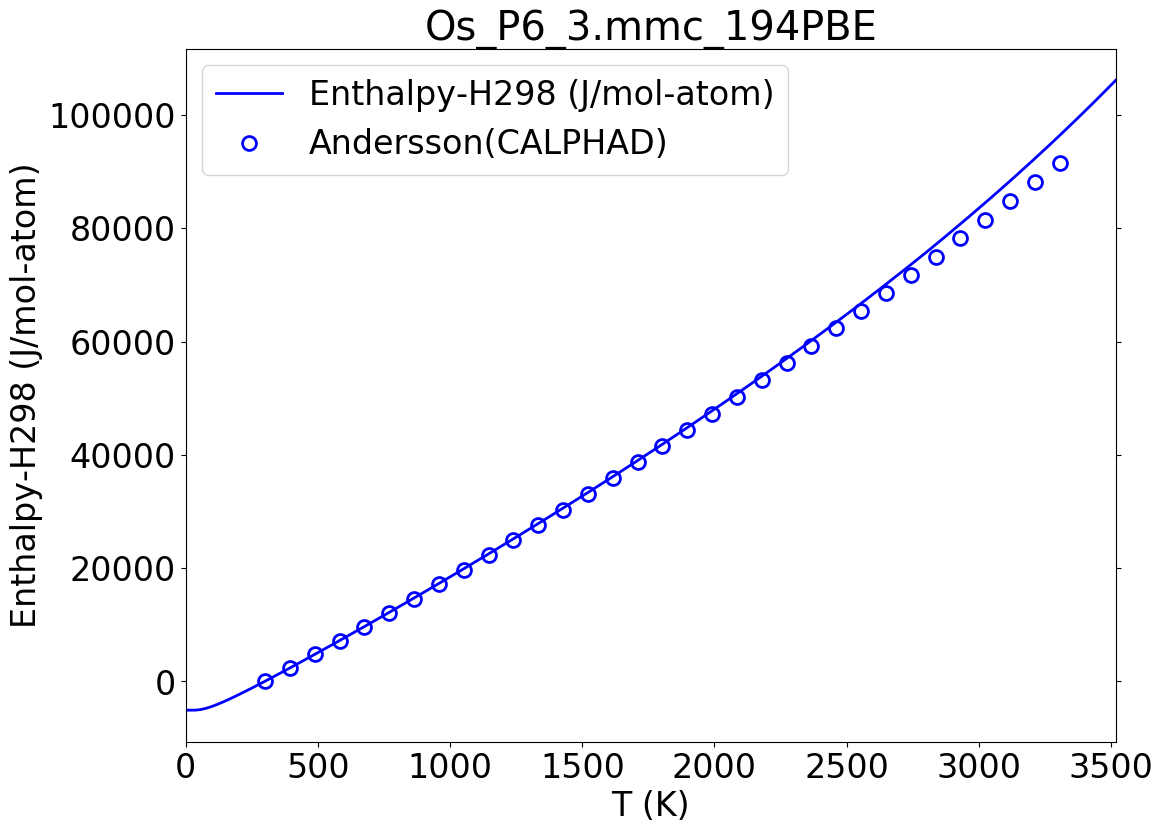 Os_P6_3.mmc_194PBE
Enthalpy-H298 (J/mol-atom)
Andersson(CALPHAD)
Enthalpy-H298 (J/mol-atom)
100000
80000
60000
40000
20000
0
0 500 1000 1500 2000 2500 3000 3500
T (K)